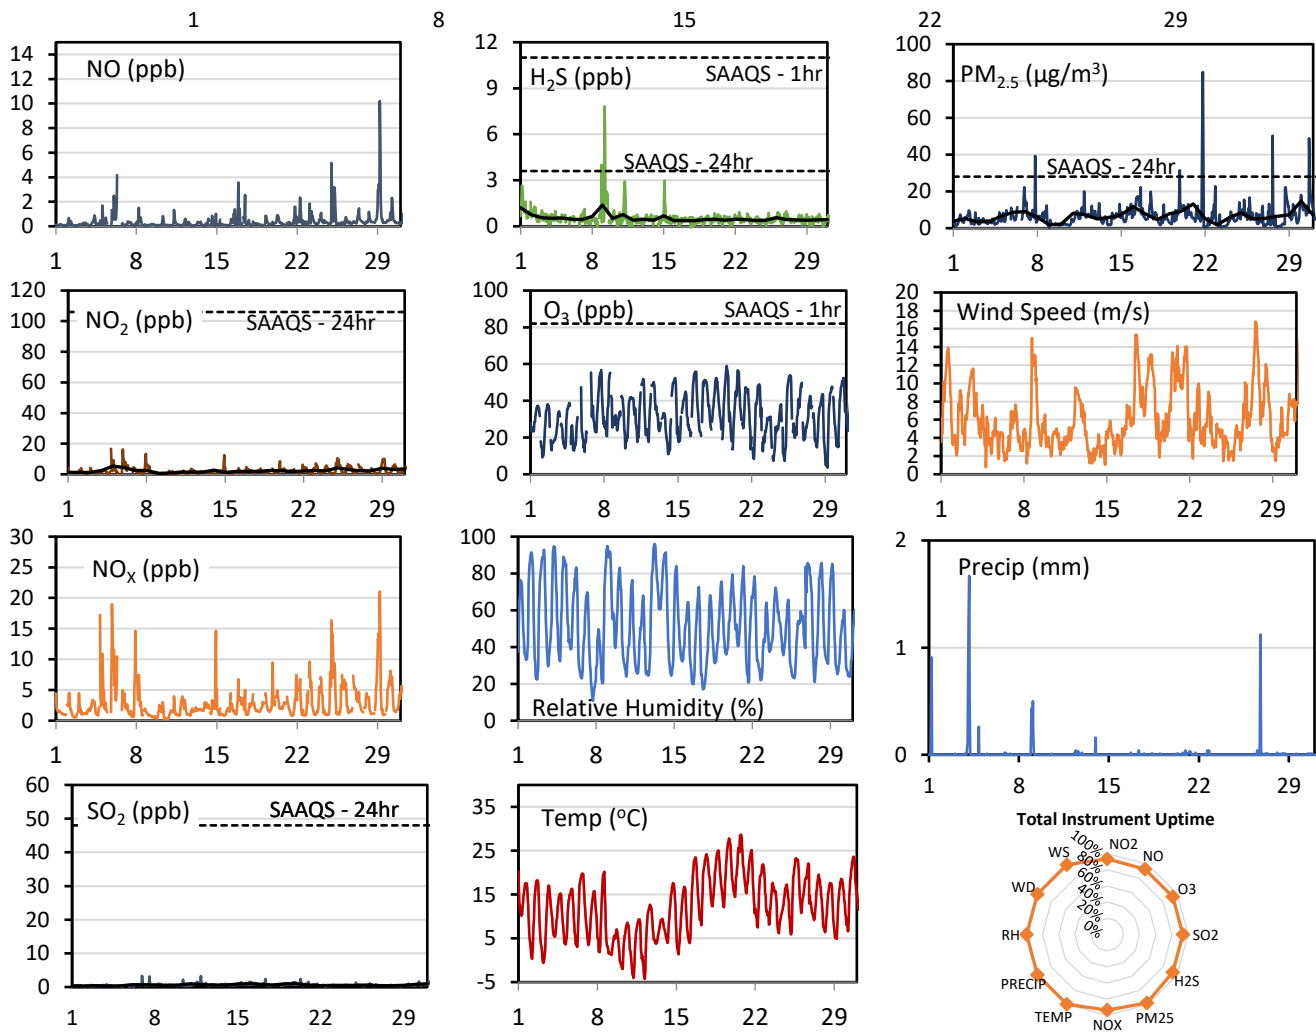 1 8 15 22 29
NO (ppb)
14
12
10
8
6
4
2
0
1 8 15 22 29
H₂S (ppb)
SAAQS - 1hr
SAAQS - 24hr
12
9
6
3
0
1 8 15 22 29
PM₂.₅ (µg/m³)
SAAQS - 24hr
100
80
60
40
20
0
1 8 15 22 29
NO₂ (ppb)
SAAQS - 24hr
120
100
80
60
40
20
0
1 8 15 22 29
O₃ (ppb)
SAAQS - 1hr
100
80
60
40
20
0
1 8 15 22 29
Wind Speed (m/s)
20
18
16
14
12
10
8
6
4
2
0
1 8 15 22 29
NOₓ (ppb)
30
25
20
15
10
5
0
1 8 15 22 29
Relative Humidity (%)
100
80
60
40
20
0
1 8 15 22 29
Precip (mm)
2
1
0
1 8 15 22 29
SO₂ (ppb)
SAAQS - 24hr
60
50
40
30
20
10
0
1 8 15 22 29
Temp (ºC)
35
25
15
5
-5
1 8 15 22 29
Total Instrument Uptime
100%
80%
60%
40%
20%
0%
NO2
NO
O3
SO2
H2S
PM25
NOX
TEMP
PRECIP
RH
WD
WS